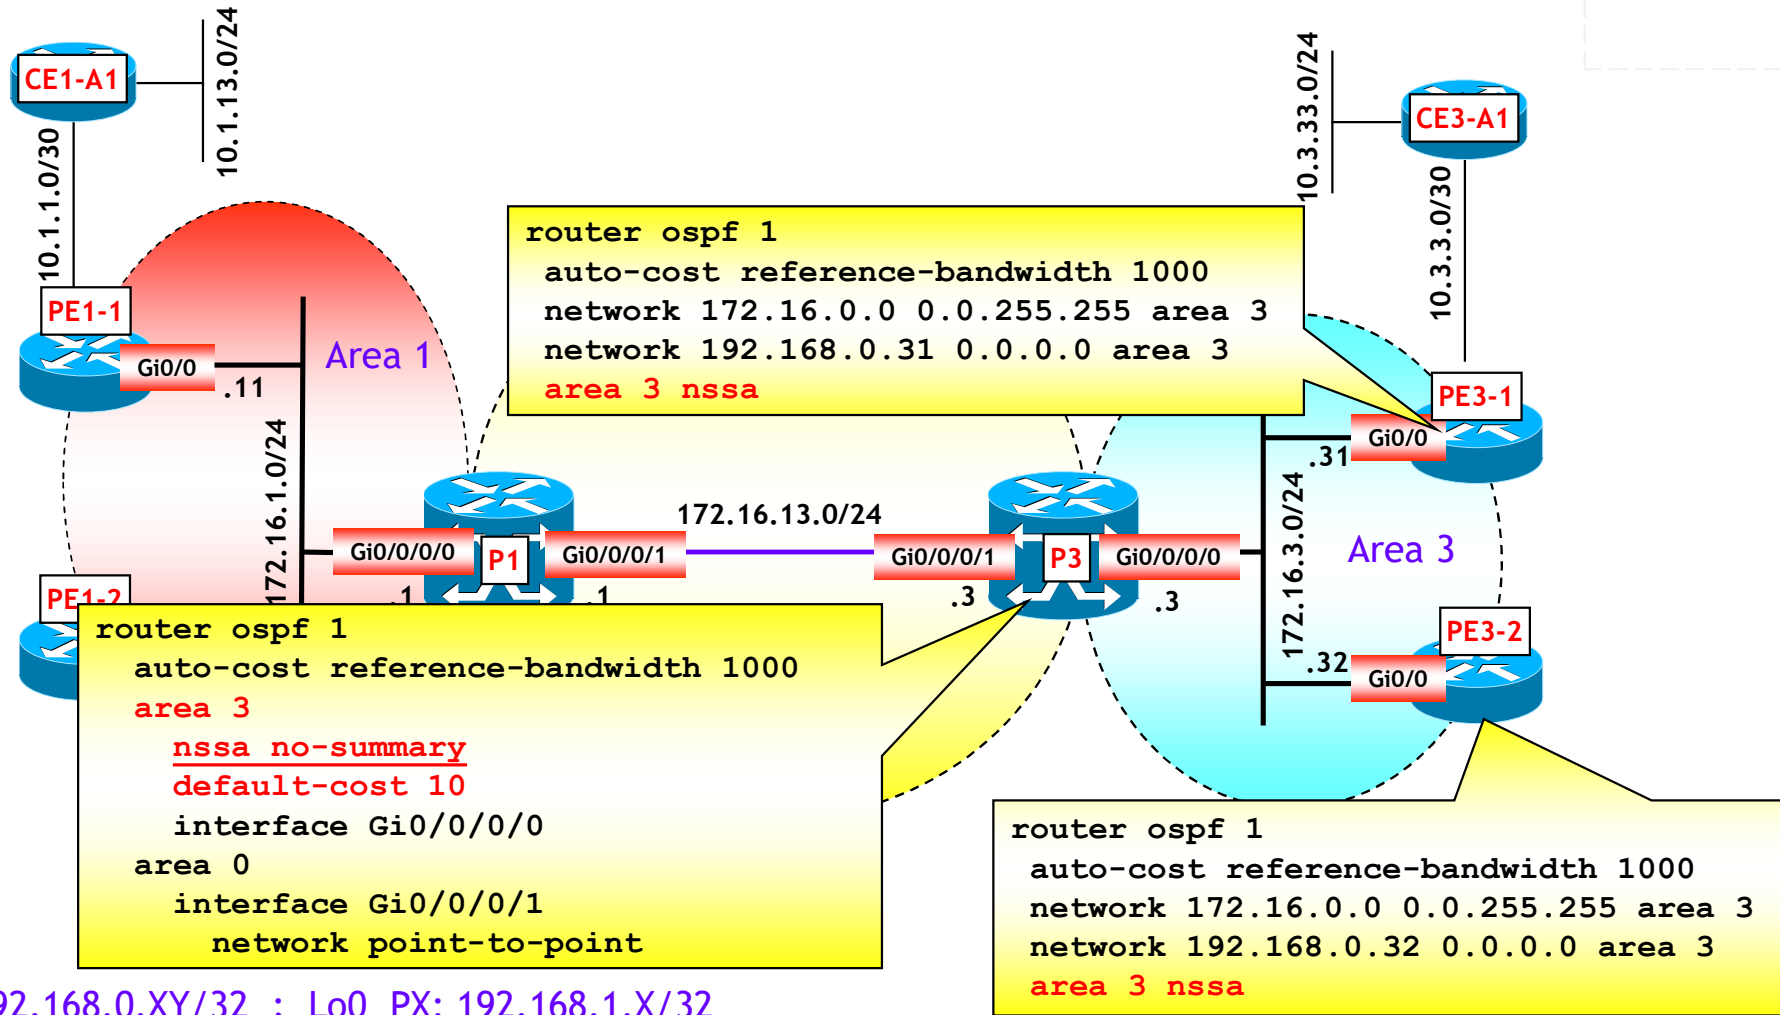 CE1-A1
10.1.13.0/24
10.1.1.0/30
10.3.33.0/24
CE3-A1
10.3.3.0/30
PE1-1
Gi0/0
.11
Area 1
172.16.1.0/24
router ospf 1
auto-cost reference-bandwidth 1000
network 172.16.0.0 0.0.255.255 area 3
network 192.168.0.31 0.0.0.0 area 3
area 3 nssa
PE3-1
Gi0/0
.31
172.16.3.0/24
Area 3
172.16.13.0/24
Gi0/0/0/0
P1
Gi0/0/0/1
.1
.1
Gi0/0/0/1
P3
Gi0/0/0/0
.3
.3
PE1-2
PE3-2
.32
Gi0/0
router ospf 1
auto-cost reference-bandwidth 1000
area 3
nssa no-summary
default-cost 10
interface Gi0/0/0/0
area 0
interface Gi0/0/0/1
network point-to-point
router ospf 1
auto-cost reference-bandwidth 1000
network 172.16.0.0 0.0.255.255 area 3
network 192.168.0.32 0.0.0.0 area 3
area 3 nssa
92.168.0.XY/32 ; Lo0 PX: 192.168.1.X/32